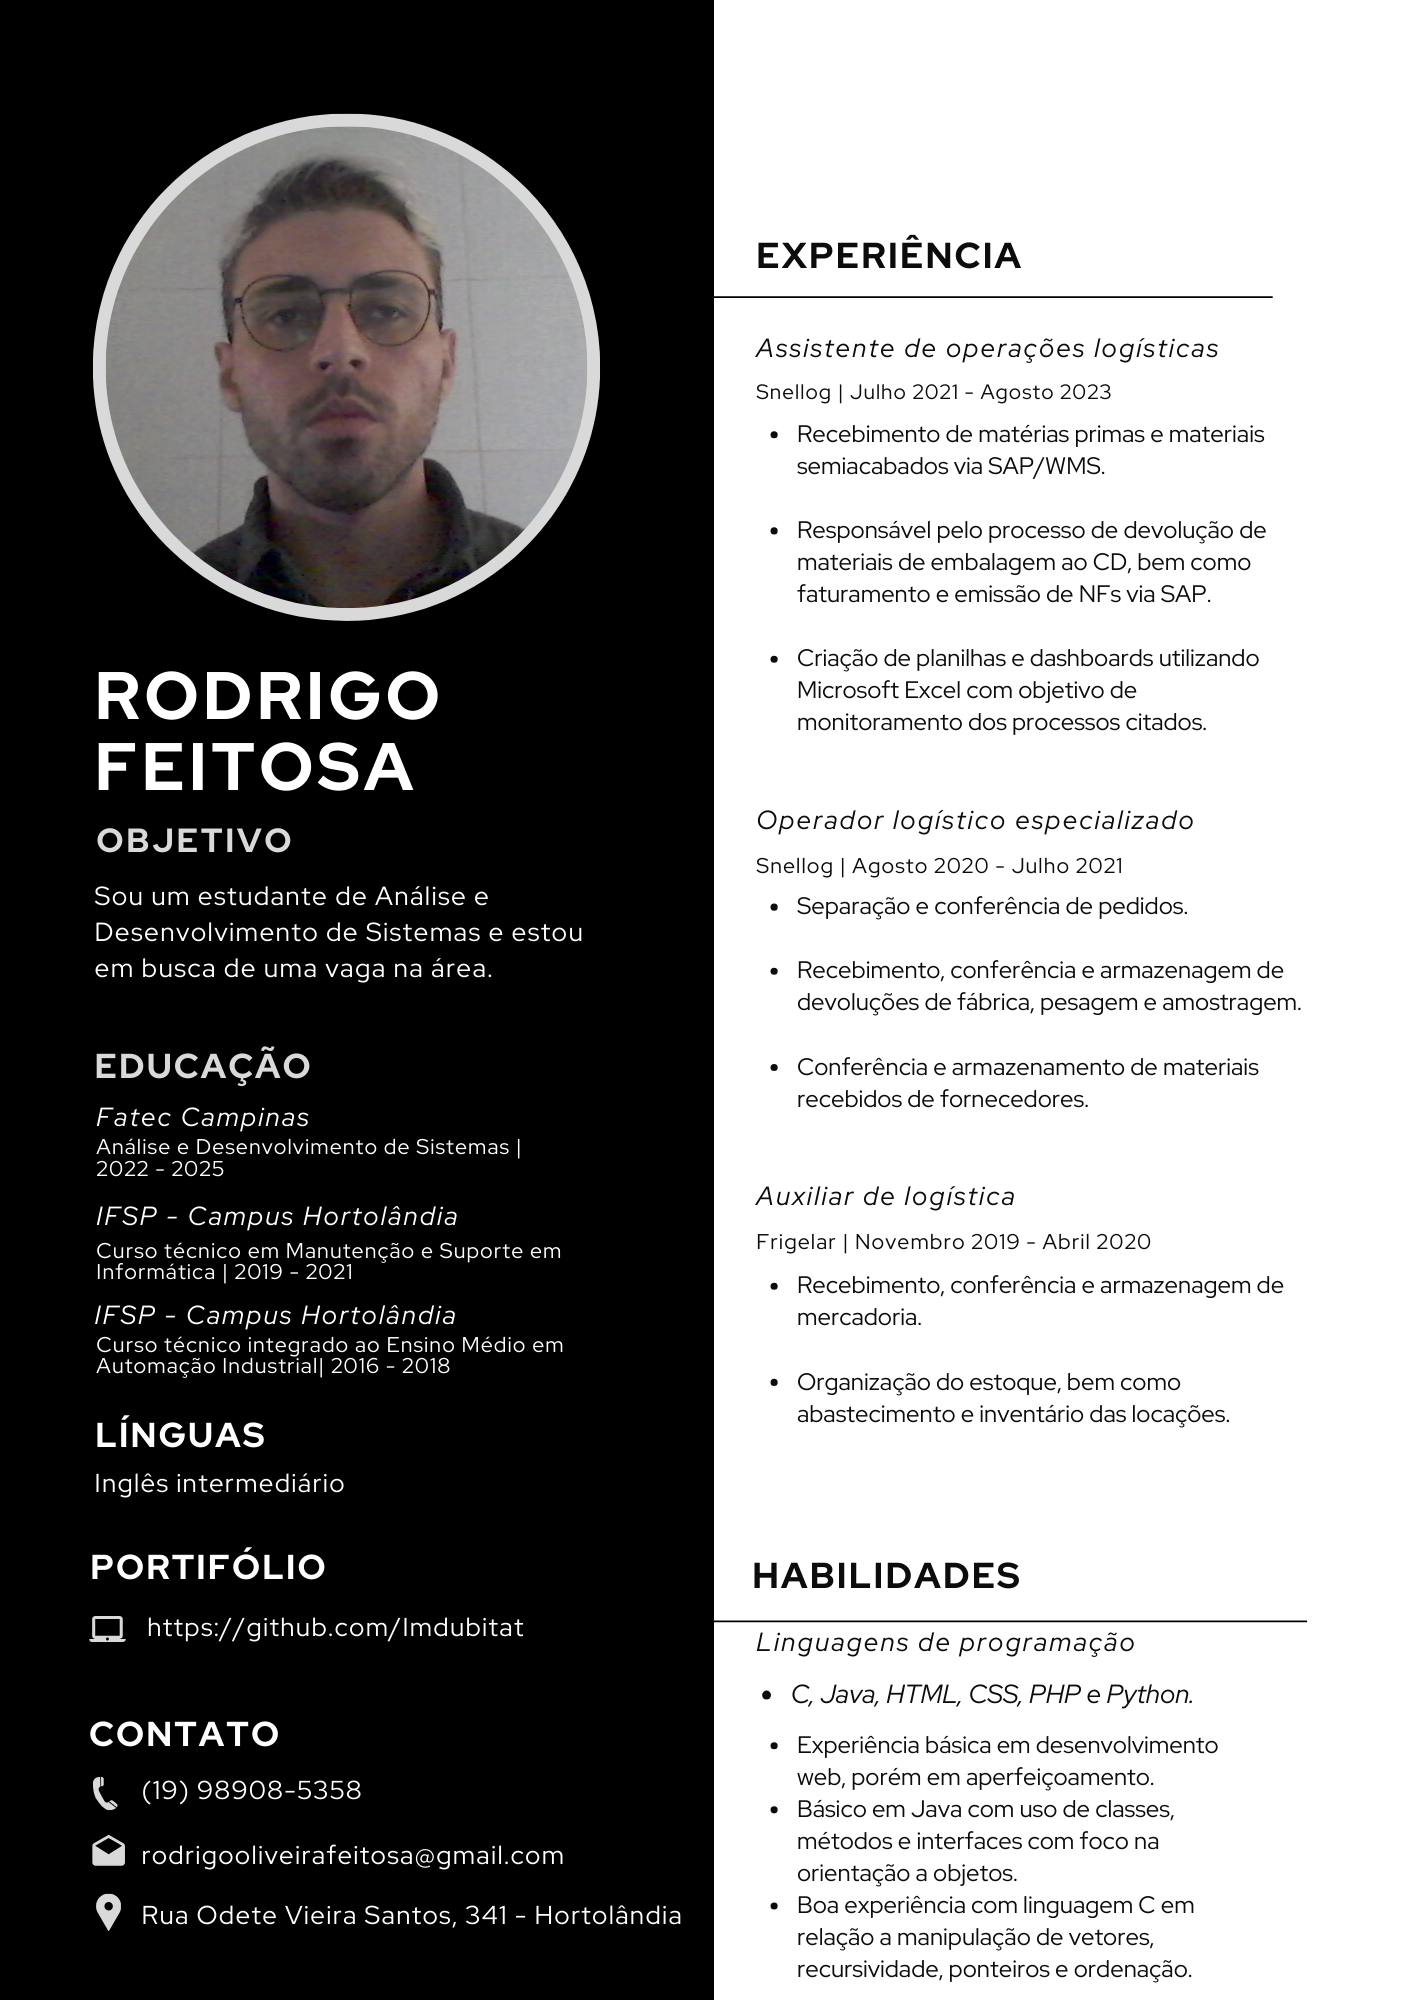 RODRIGO
FEITOSA
OBJETIVO
Sou um estudante de Análise e
Desenvolvimento de Sistemas e estou
em busca de uma vaga na área.
EDUCAÇÃO
Fatec Campinas
Análise e Desenvolvimento de Sistemas |
2022 - 2025
IFSP - Campus Hortolândia
Curso técnico em Manutenção e Suporte em
Informática | 2019 - 2021
IFSP - Campus Hortolândia
Curso técnico integrado ao Ensino Médio em
Automação Industrial| 2016 - 2018
LÍNGUAS
Inglês intermediário
PORTIFÓLIO
https://github.com/Imdubitat
CONTATO
(19) 98908-5358
rodrigooliveirafeitosa@gmail.com
Rua Odete Vieira Santos, 341 - Hortolândia
EXPERIÊNCIA
Assistente de operações logísticas
Snellog | Julho 2021 - Agosto 2023
• Recebimento de matérias primas e materiais
semiacabados via SAP/WMS.
• Responsável pelo processo de devolução de
materiais de embalagem ao CD, bem como
faturamento e emissão de NFs via SAP.
• Criação de planilhas e dashboards utilizando
Microsoft Excel com objetivo de
monitoramento dos processos citados.
Operador logístico especializado
Snellog | Agosto 2020 - Julho 2021
• Separação e conferência de pedidos.
• Recebimento, conferência e armazenagem de
devoluções de fábrica, pesagem e amostragem.
• Conferência e armazenamento de materiais
recebidos de fornecedores.
Auxiliar de logística
Frigelar | Novembro 2019 - Abril 2020
• Recebimento, conferência e armazenagem de
mercadoria.
• Organização do estoque, bem como
abastecimento e inventário das locações.
HABILIDADES
Linguagens de programação
• C, Java, HTML, CSS, PHP e Python.
• Experiência básica em desenvolvimento
web, porém em aperfeiçoamento.
• Básico em Java com uso de classes,
métodos e interfaces com foco na
orientação a objetos.
• Boa experiência com linguagem C em
relação a manipulação de vetores,
recursividade, ponteiros e ordenação.